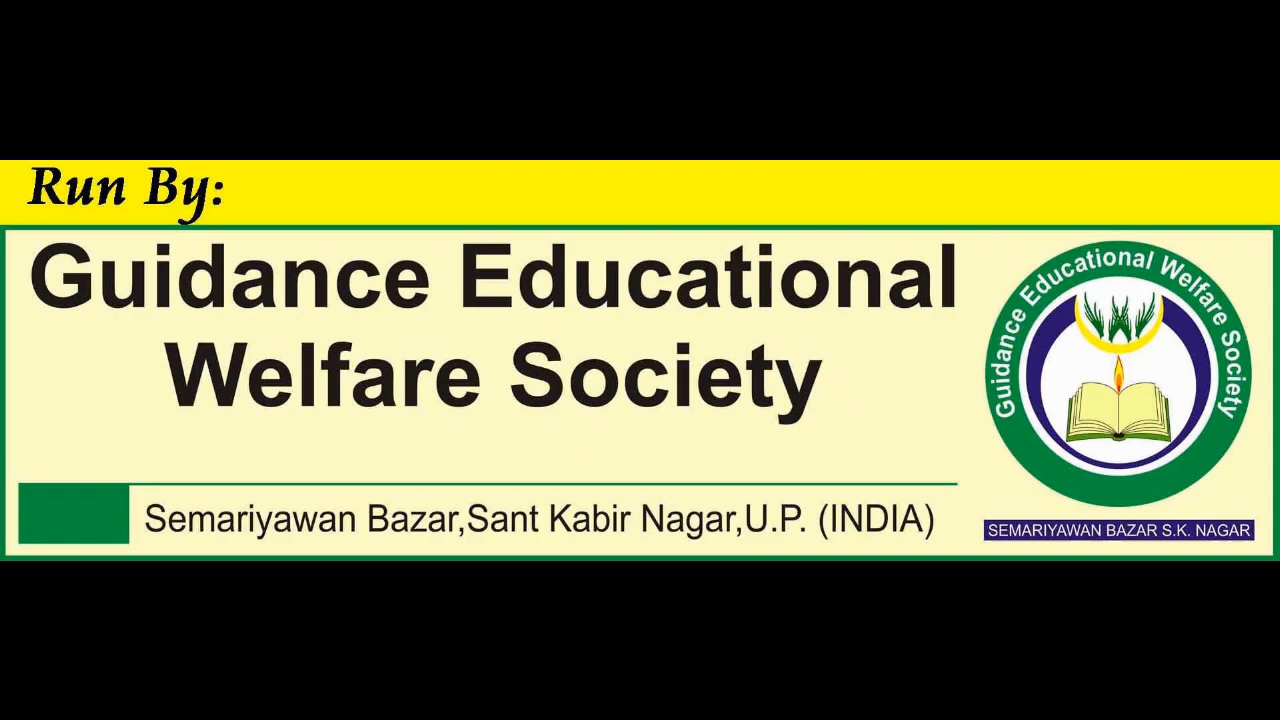 Run By:
Guidance Educational
Welfare Society
Semariyawan Bazar,Sant Kabir Nagar,U.P. (INDIA)
Guidance Educational Welfare Society
SEMARIYAWAN BAZAR S.K. NAGAR